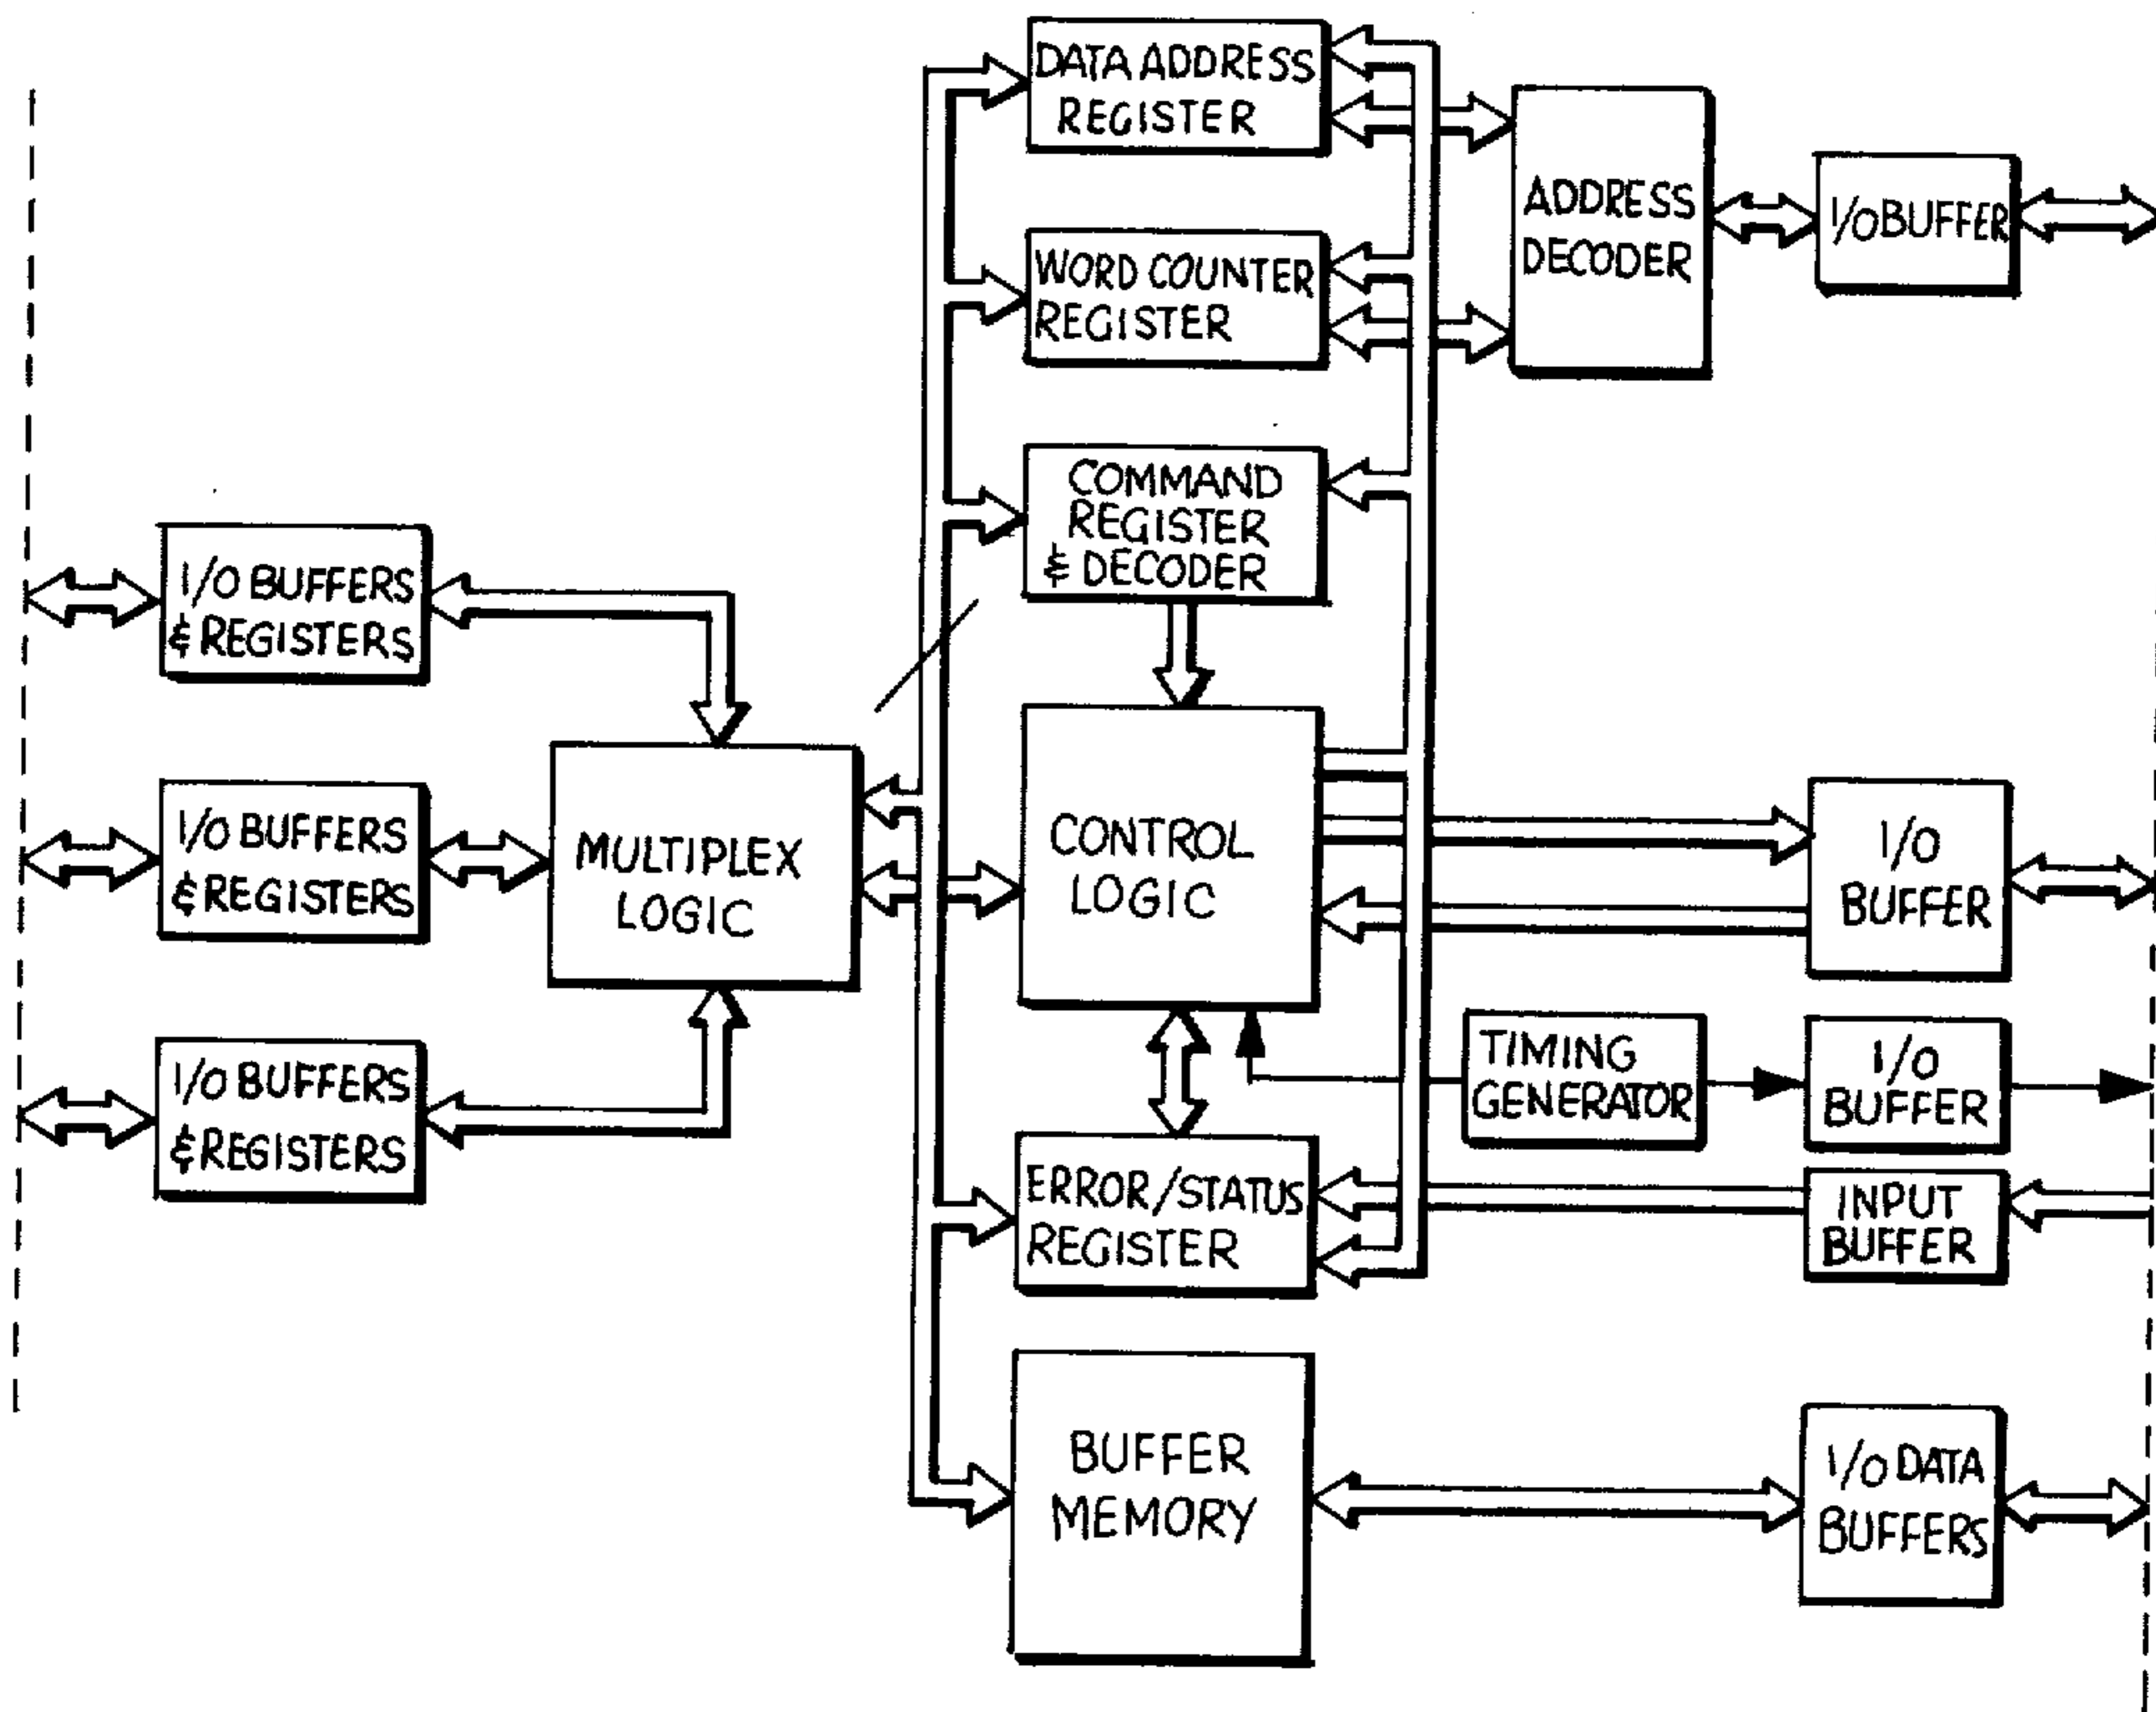 DATA ADDRESS
REGISTER
ADDRESS
DECODER
I/O BUFFER
WORD COUNTER
REGISTER
COMMAND
REGISTER
& DECODER
I/O BUFFERS
& REGISTERS
I/O BUFFERS
& REGISTERS
I/O BUFFERS
& REGISTERS
MULTIPLEX
LOGIC
CONTROL
LOGIC
I/O
BUFFER
TIMING
GENERATOR
I/O
BUFFER
ERROR/STATUS
REGISTER
INPUT
BUFFER
BUFFER
MEMORY
I/O DATA
BUFFERS